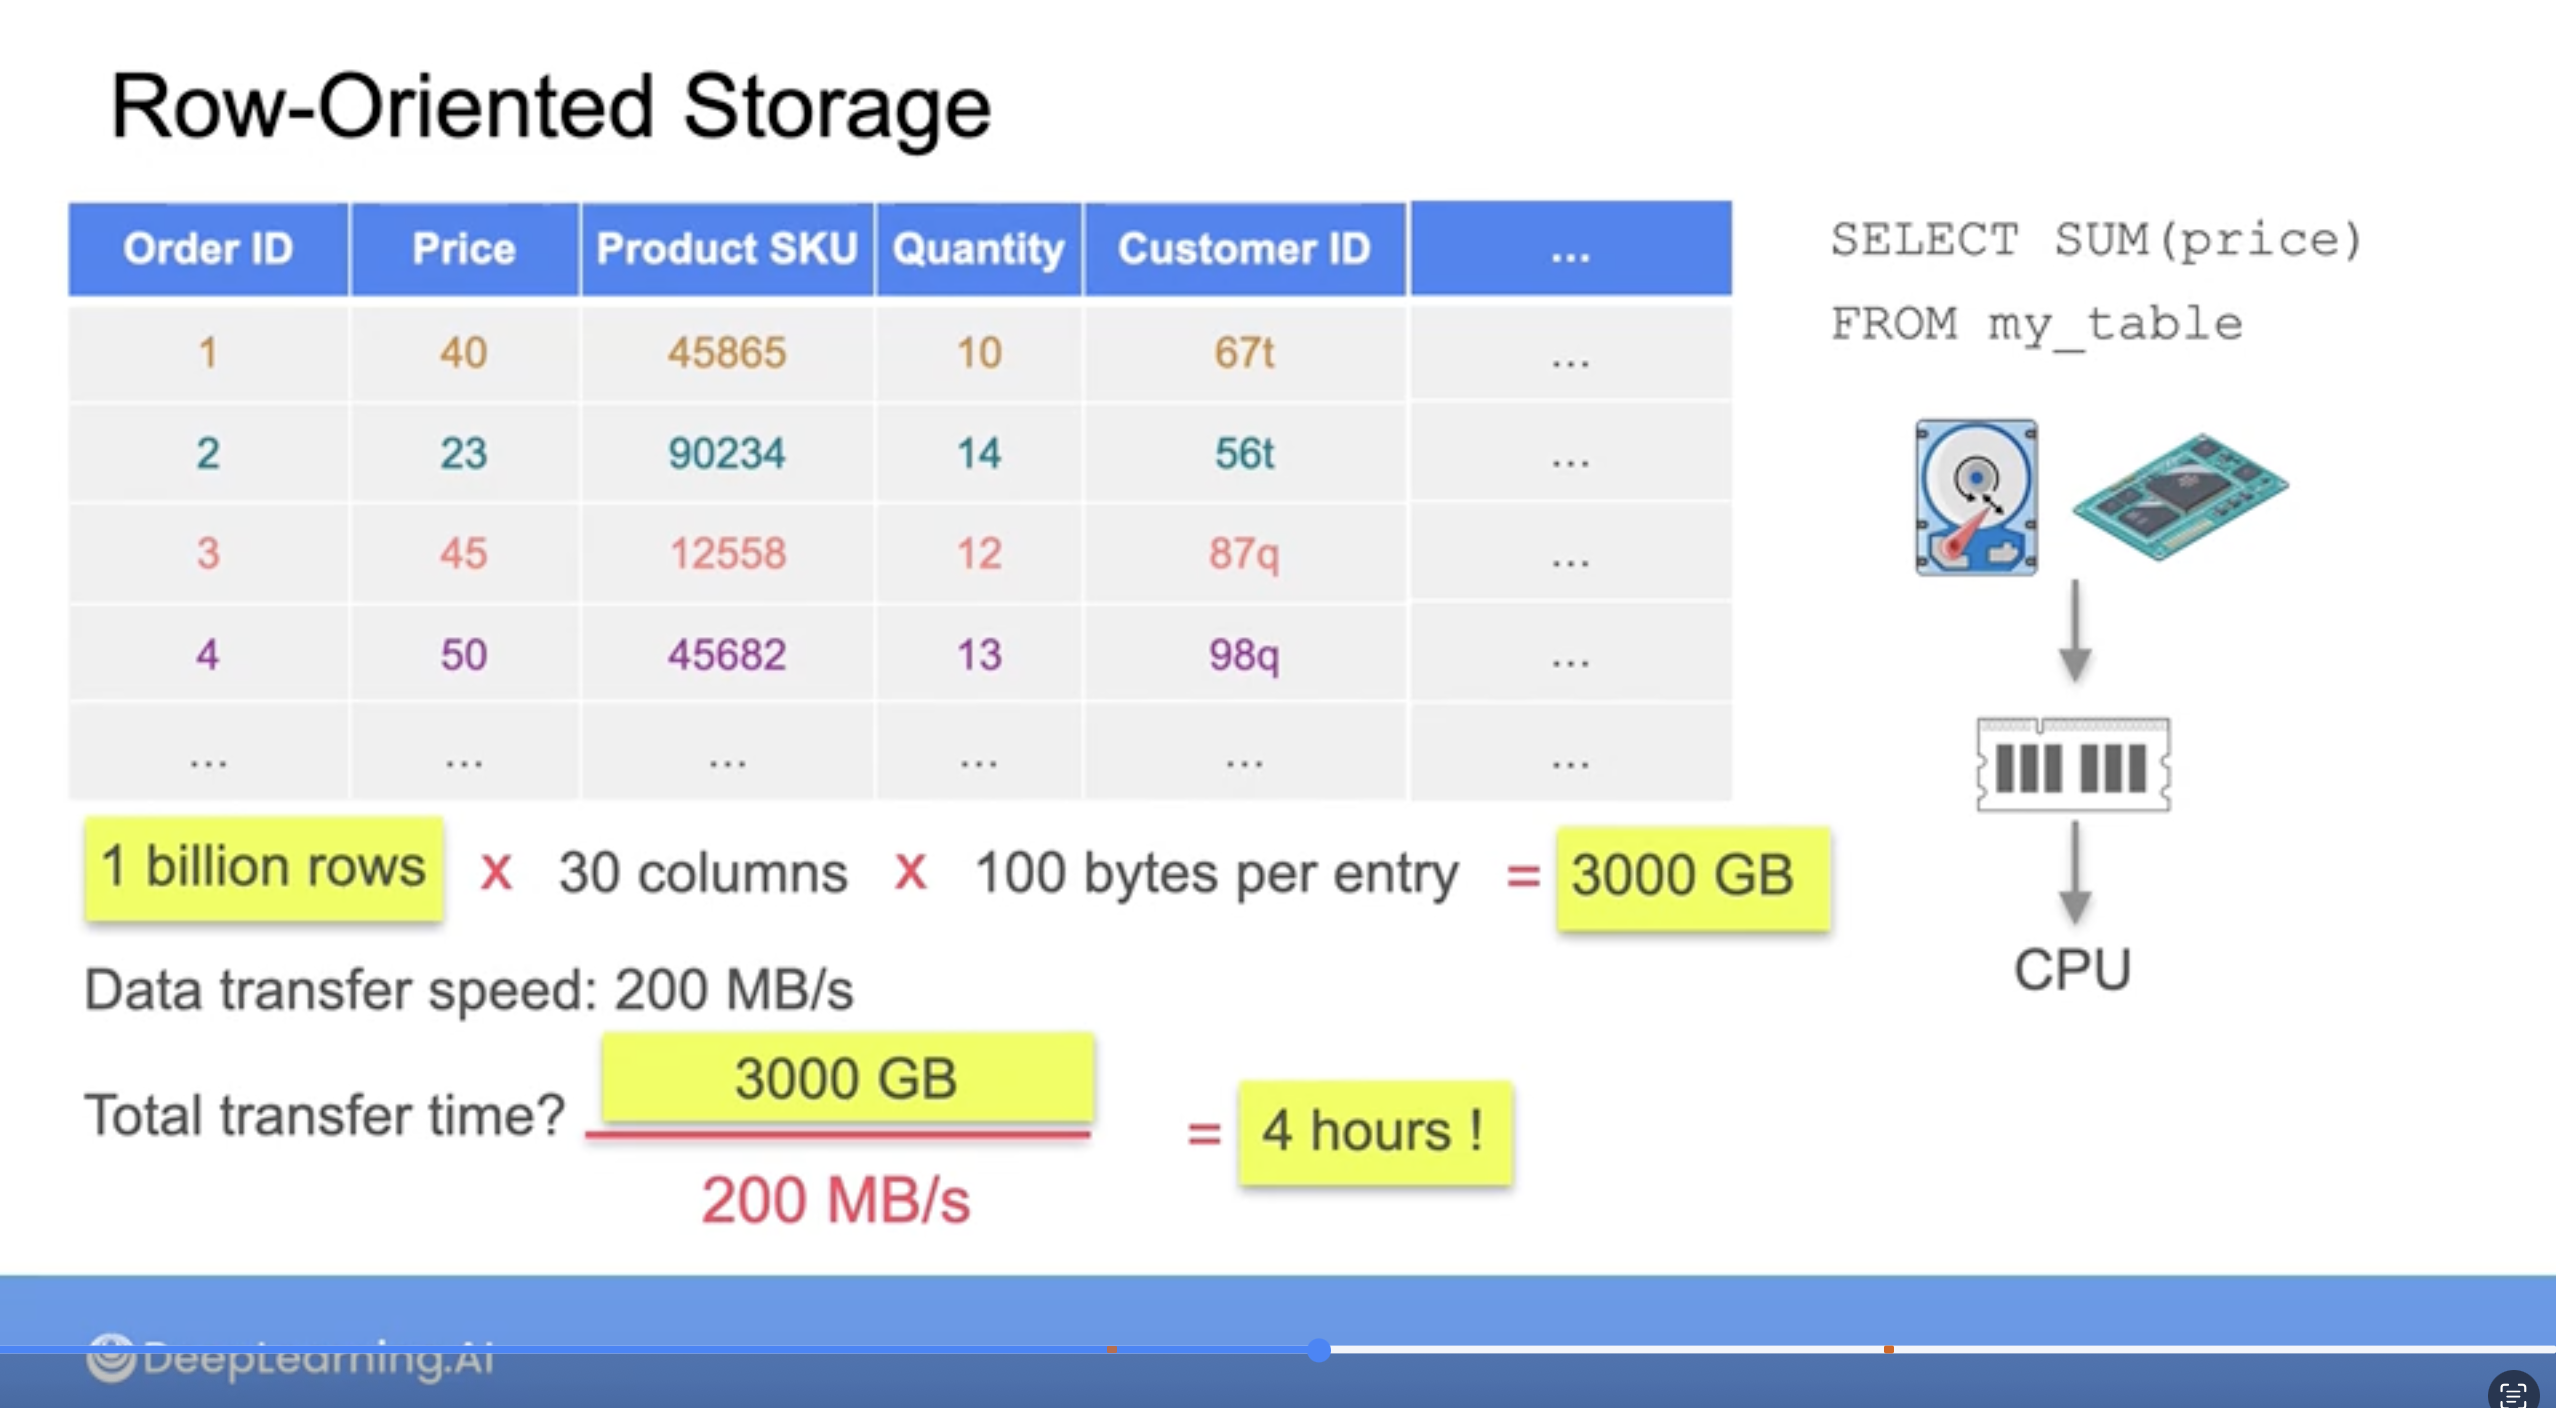 Row-Oriented Storage
Order ID Price Product SKU Quantity Customer ID ...
1 40 45865 10 67t ...
2 23 90234 14 56t ...
3 45 12558 12 87q ...
4 50 45682 13 98q ...
... ... ... ... ... ...
SELECT SUM(price)
FROM my_table
CPU
1 billion rows x 30 columns x 100 bytes per entry = 3000 GB
Data transfer speed: 200 MB/s
Total transfer time? 3000 GB = 4 hours !
200 MB/s
DeepLearning.AI